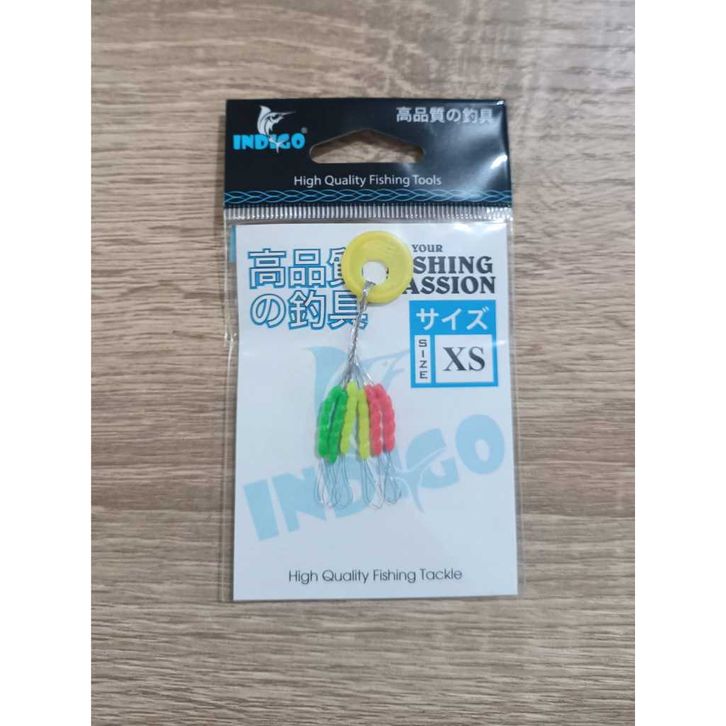 INDIGO®
高品質の釣具
High Quality Fishing Tools
高品質
の釣具
YOUR
SHING
ASSION
サイズ
SIZE
XS
INDIGO
High Quality Fishing Tackle